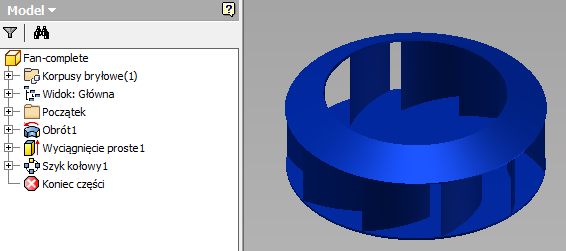 Model
Fan-complete
Korpusy bryłowe(1)
Widok: Główna
Początek
Obrót1
Wyciągnięcie proste1
Szyk kołowy1
Koniec części